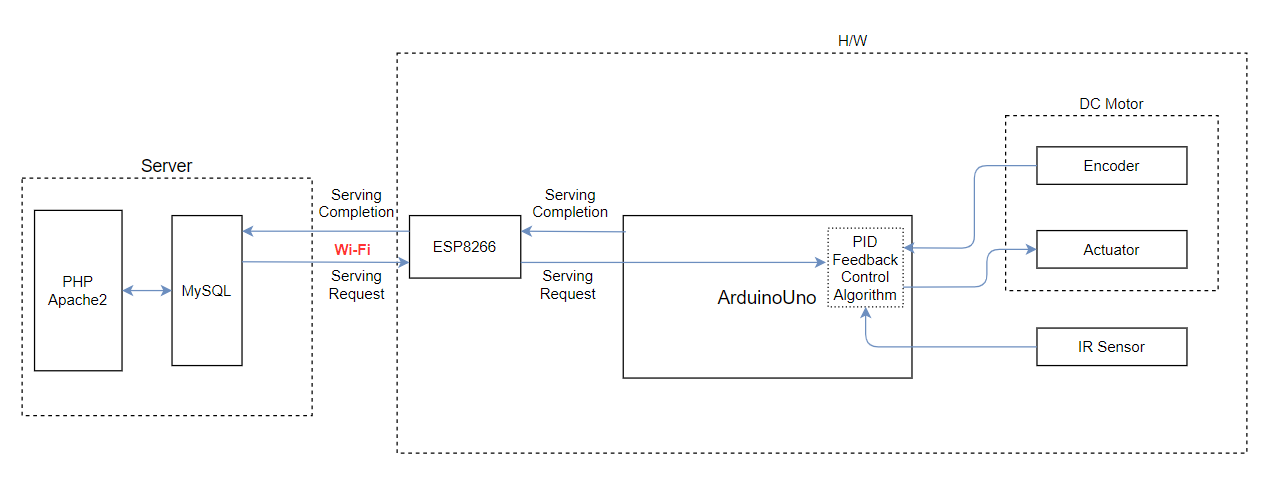 H/W
DC Motor
Encoder
Server
Serving
Completion
Serving
Completion
ESP8266
Wi-Fi
PID
Feedback
Control
Algorithm
Actuator
PHP
Apache2
MySQL
Serving
Request
Serving
Request
ArduinoUno
IR Sensor